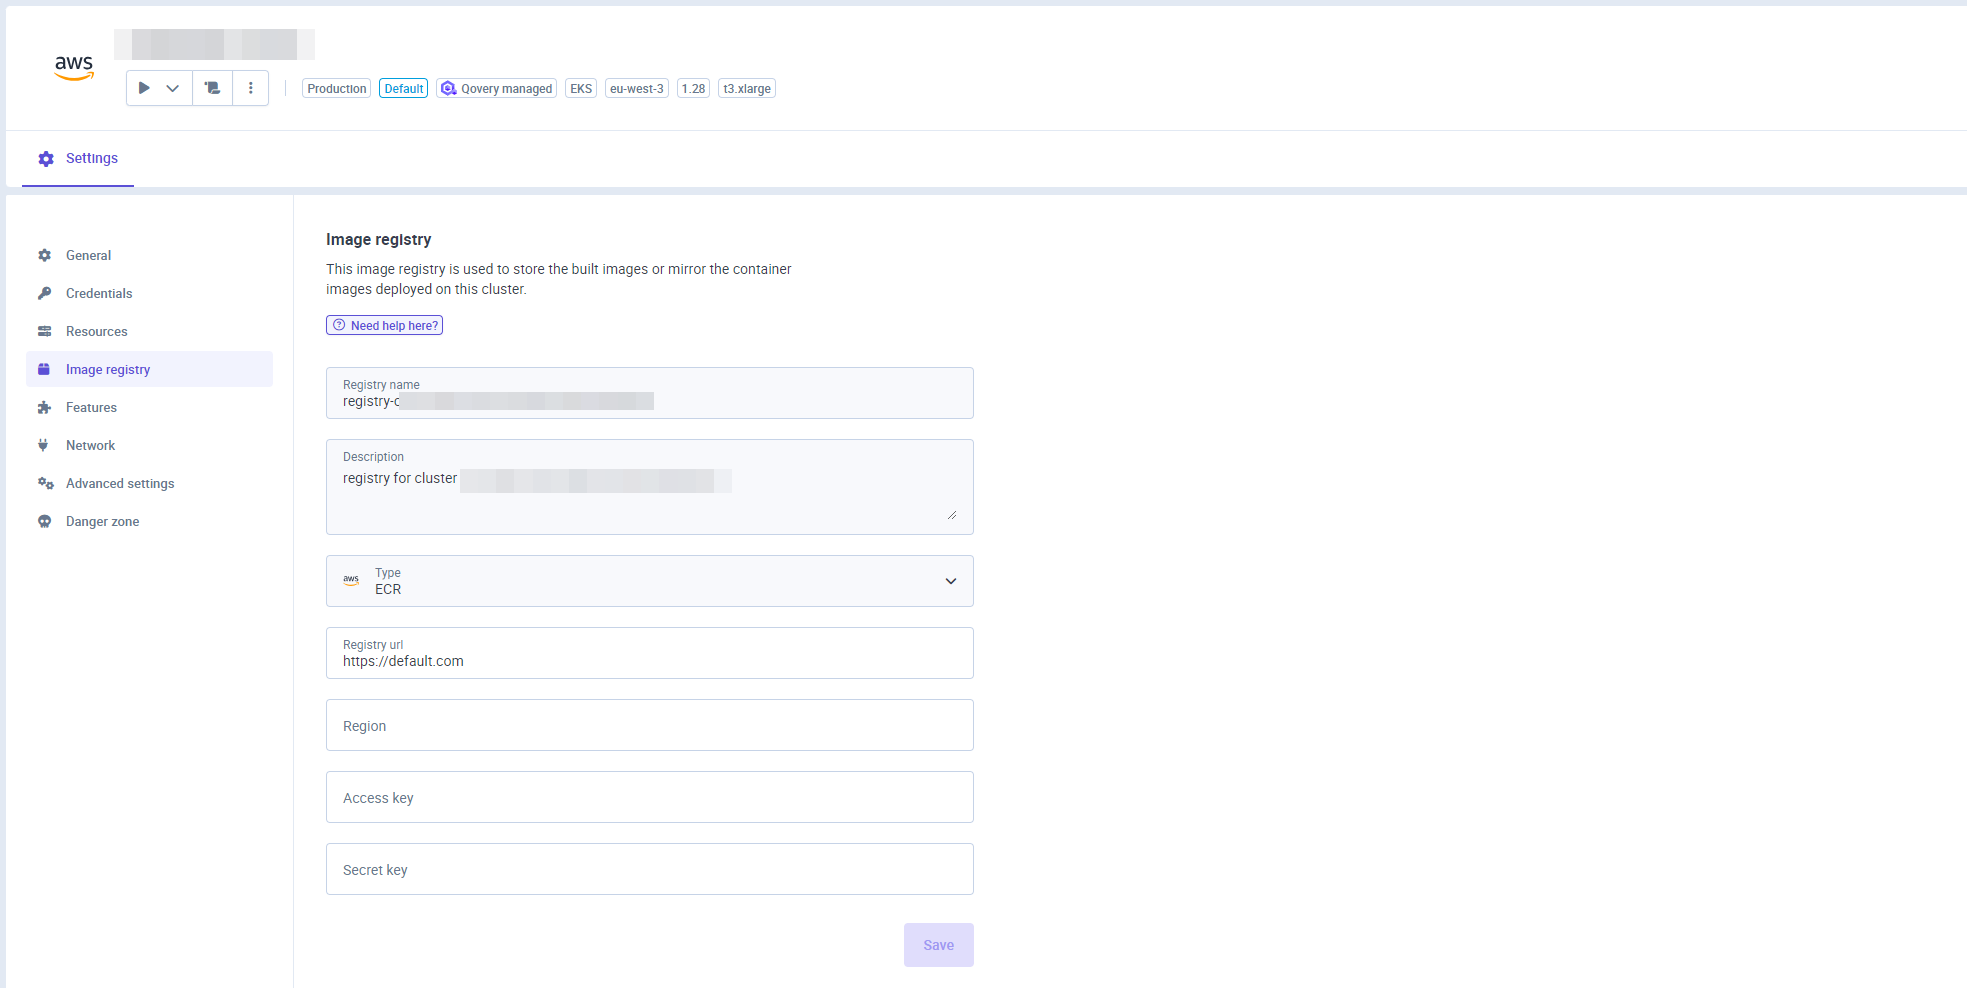 aws
Production
Default
Qovery managed
EKS
eu-west-3
1.28
t3.xlarge
Settings
General
Credentials
Resources
Image registry
Features
Network
Advanced settings
Danger zone
Image registry
This image registry is used to store the built images or mirror the container
images deployed on this cluster.
Need help here?
Registry name
registry-c
Description
registry for cluster
aws
Type
ECR
Registry url
https://default.com
Region
Access key
Secret key
Save